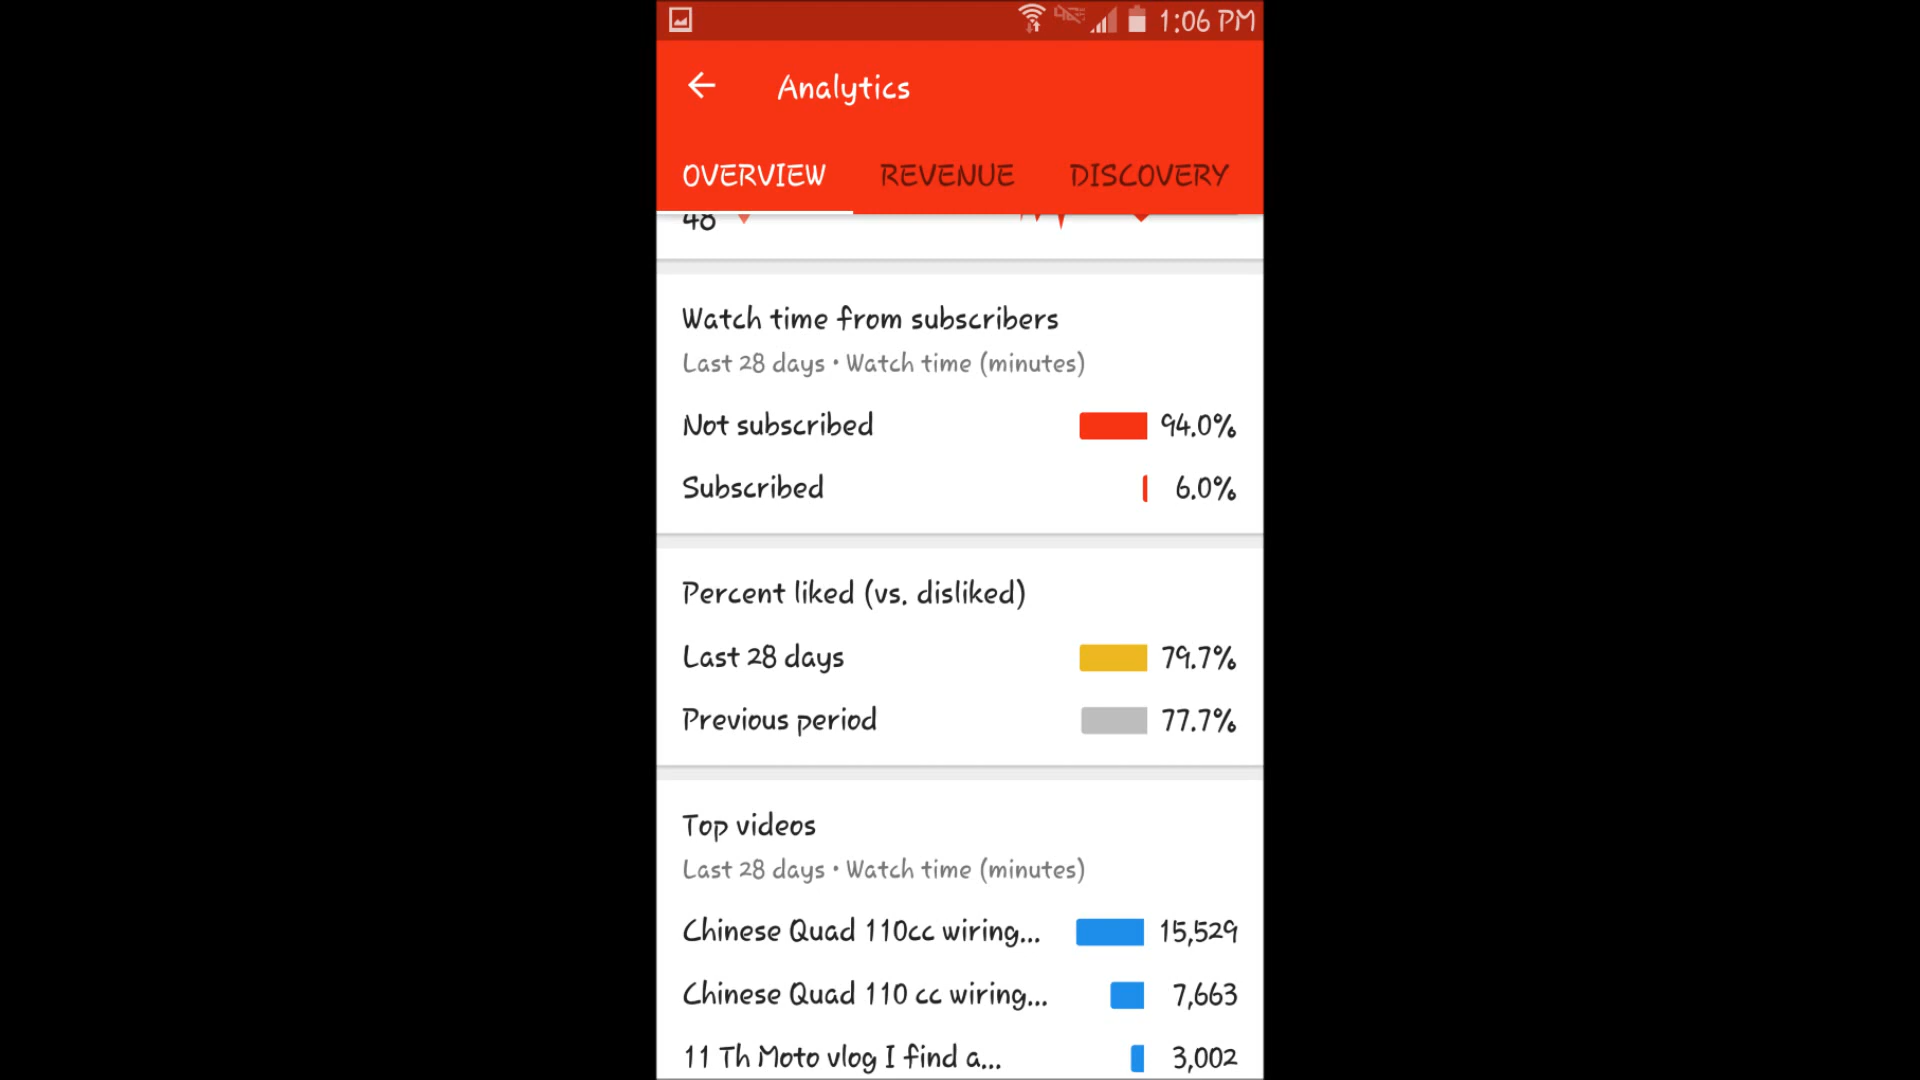 1:06 PM
Analytics
OVERVIEW REVENUE DISCOVERY
48
Watch time from subscribers
Last 28 days • Watch time (minutes)
Not subscribed 94.0%
Subscribed 6.0%
Percent liked (vs. disliked)
Last 28 days 79.7%
Previous period 77.7%
Top videos
Last 28 days • Watch time (minutes)
Chinese Quad 110cc wiring... 15,529
Chinese Quad 110 cc wiring... 7,663
11 Th Moto vlog I find a... 3,002